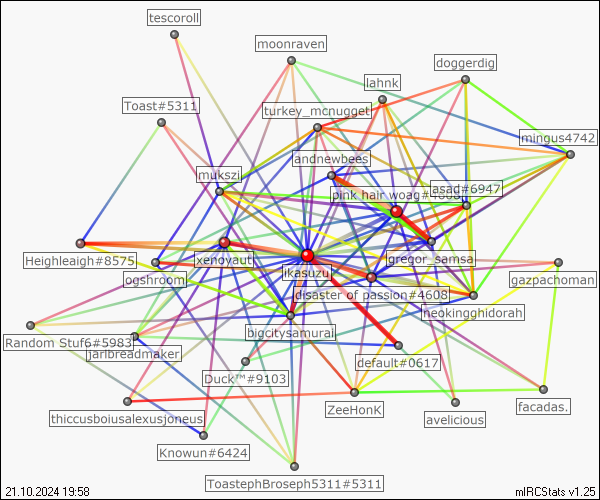 tescoroll
moonraven
doggerdig
lahnk
Toast#5311
turkey_mcnugget
mingus4742
andnewbees
mukszi
pink hair woag#4098
asad#6947
Heighleaigh#8575
xenoyauti
gregor_samsa
ikasuzu
ogshroom
gazpachoman
disaster of passion#4608
neokingghidorah
bigcitysamurai
Random Stuf6#5983
jarlbreadmaker
default#0617
Duck™#9103
ZeeHonK
facadas.
thiccusboiusalexusjoneus
avelicious
Knowun#6424
ToastephBroseph5311#5311
21.10.2024 19:58
mIRCStats v1.25